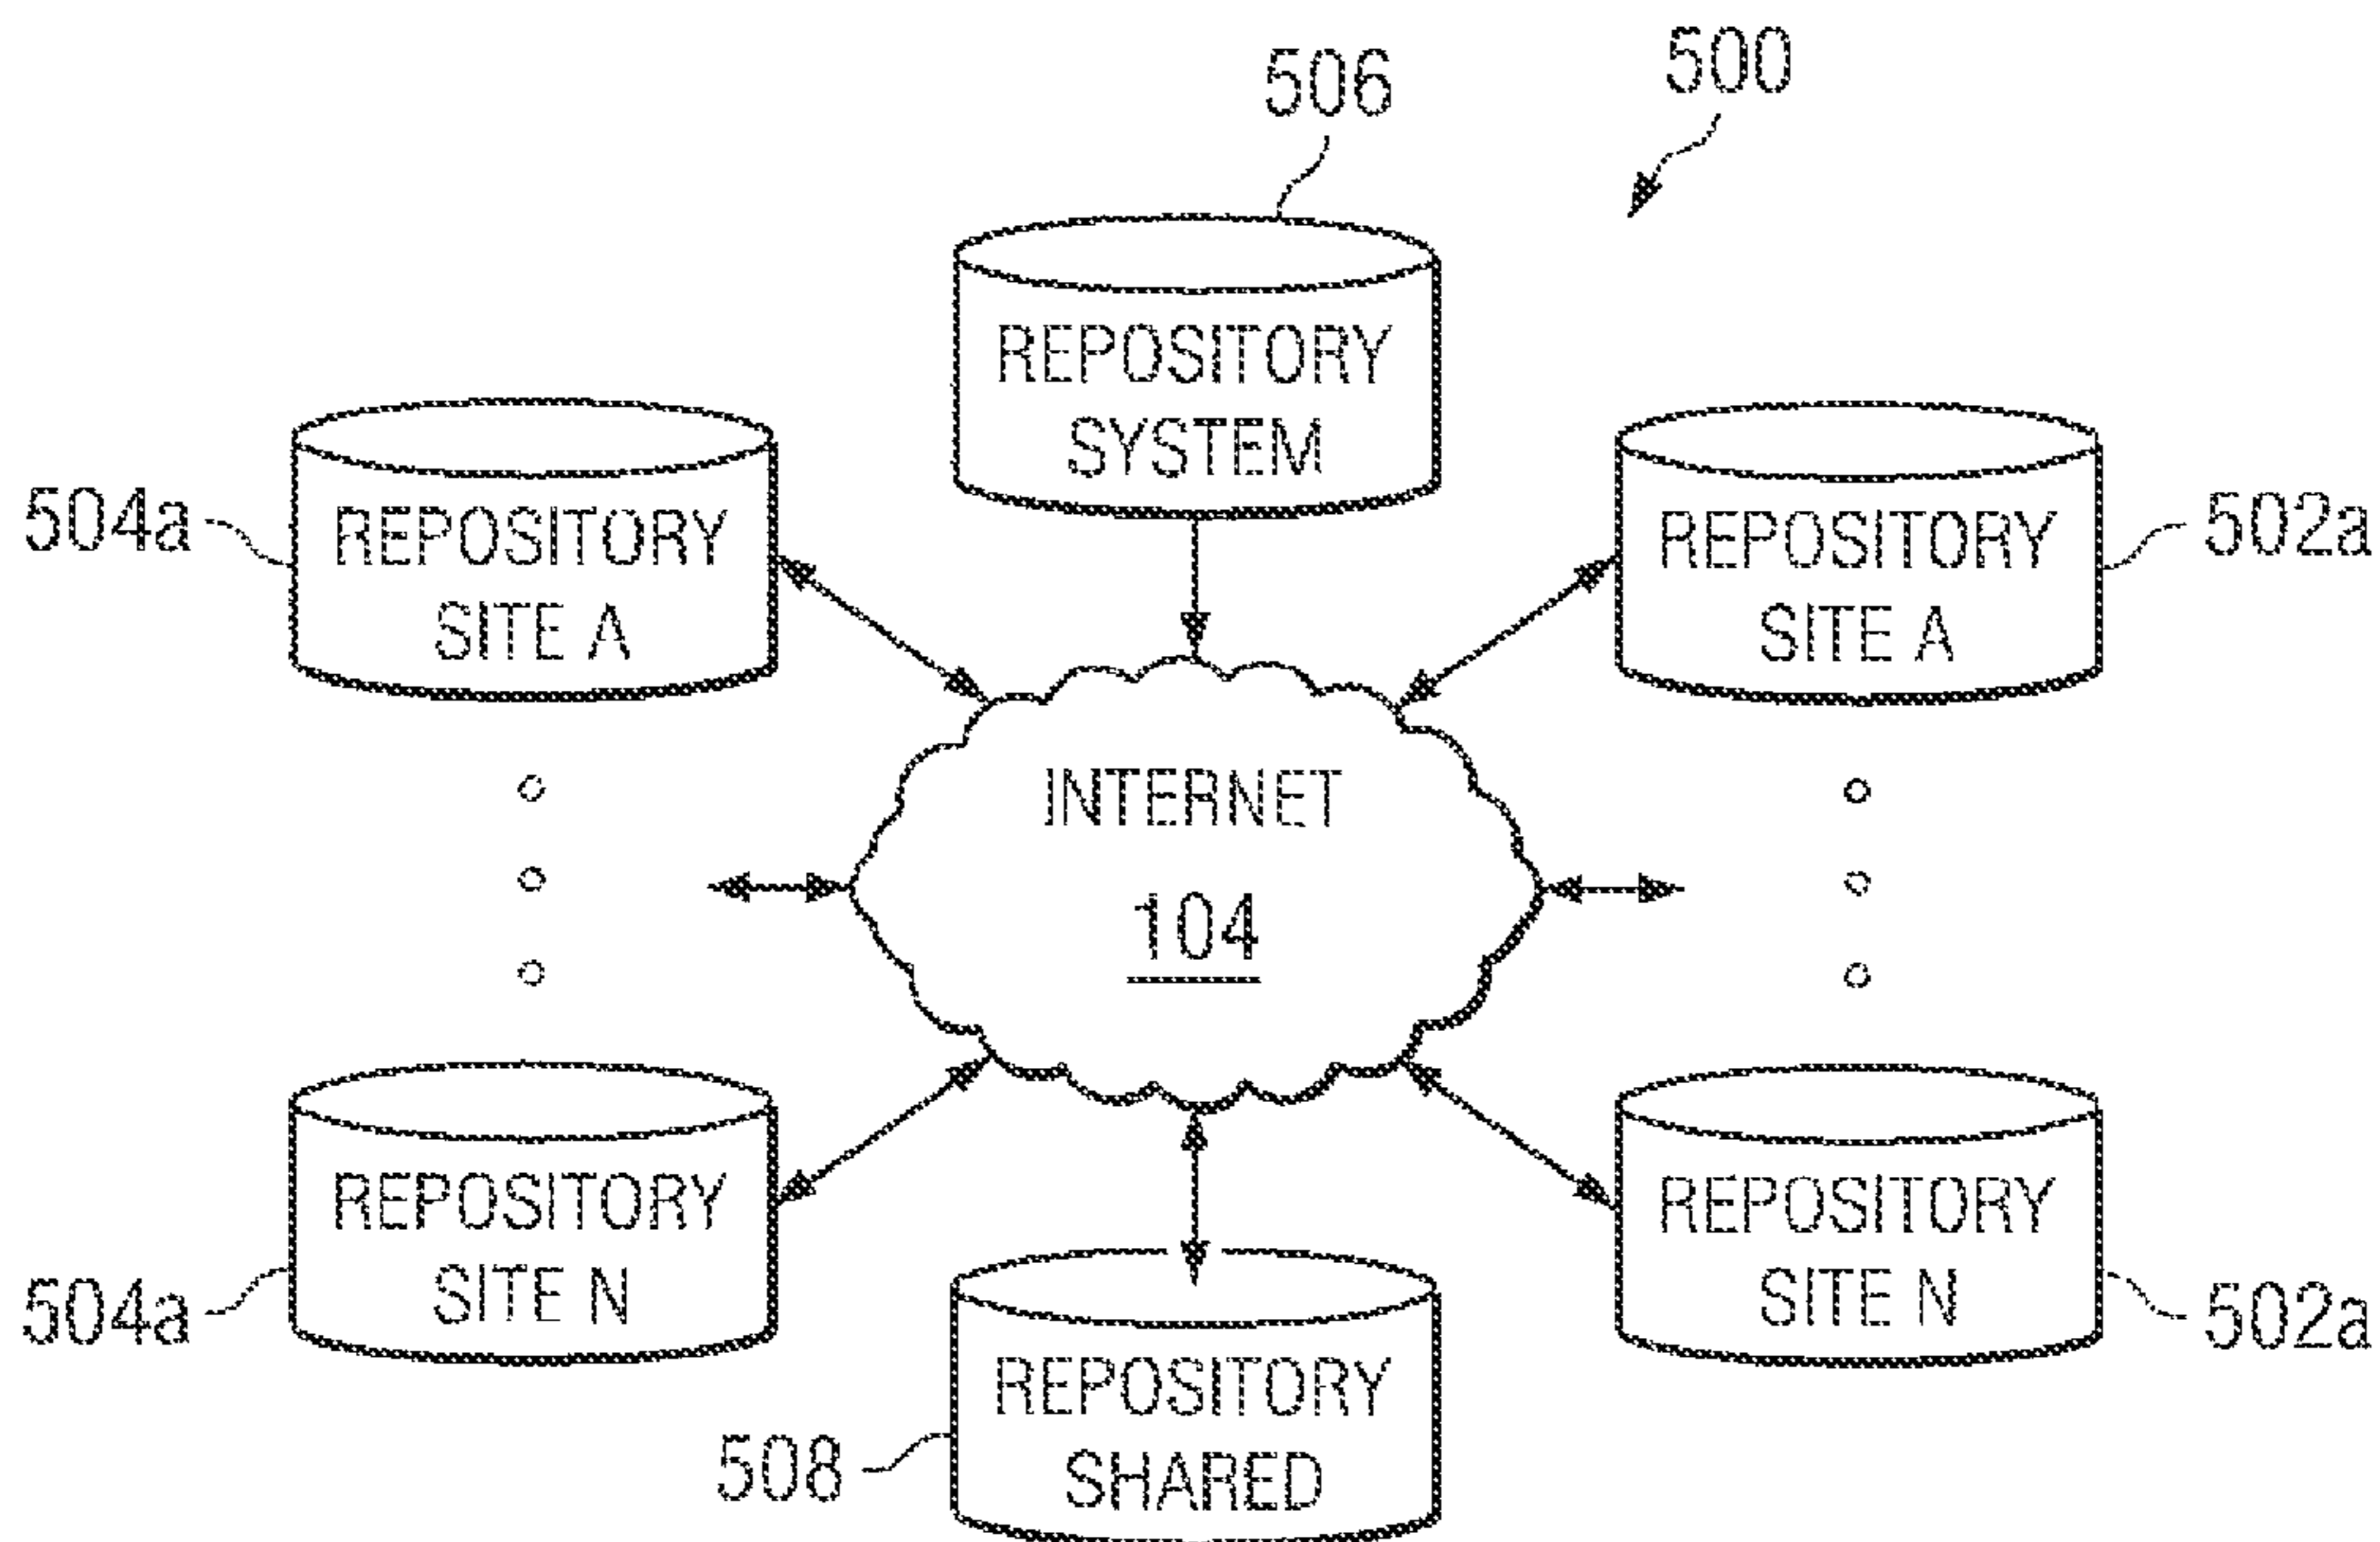 500
506
REPOSITORY
SYSTEM
504a
REPOSITORY
SITE A
REPOSITORY
SITE A
502a
INTERNET
104
REPOSITORY
SITE N
504a
REPOSITORY
SITE N
502a
REPOSITORY
SHARED
508